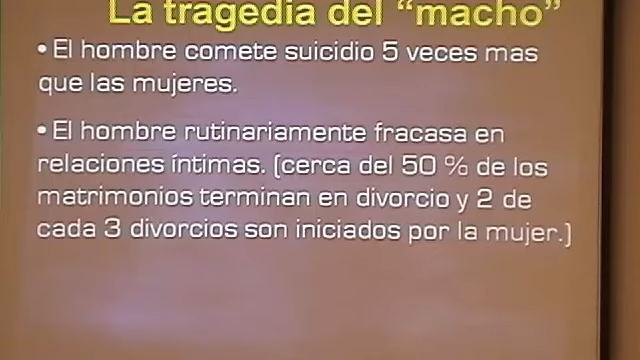 La tragedia del “macho”
• El hombre comete suicidio 5 veces mas
que las mujeres.
• El hombre rutinariamente fracasa en
relaciones íntimas. (cerca del 50 % de los
matrimonios terminan en divorcio y 2 de
cada 3 divorcios son iniciados por la mujer.)